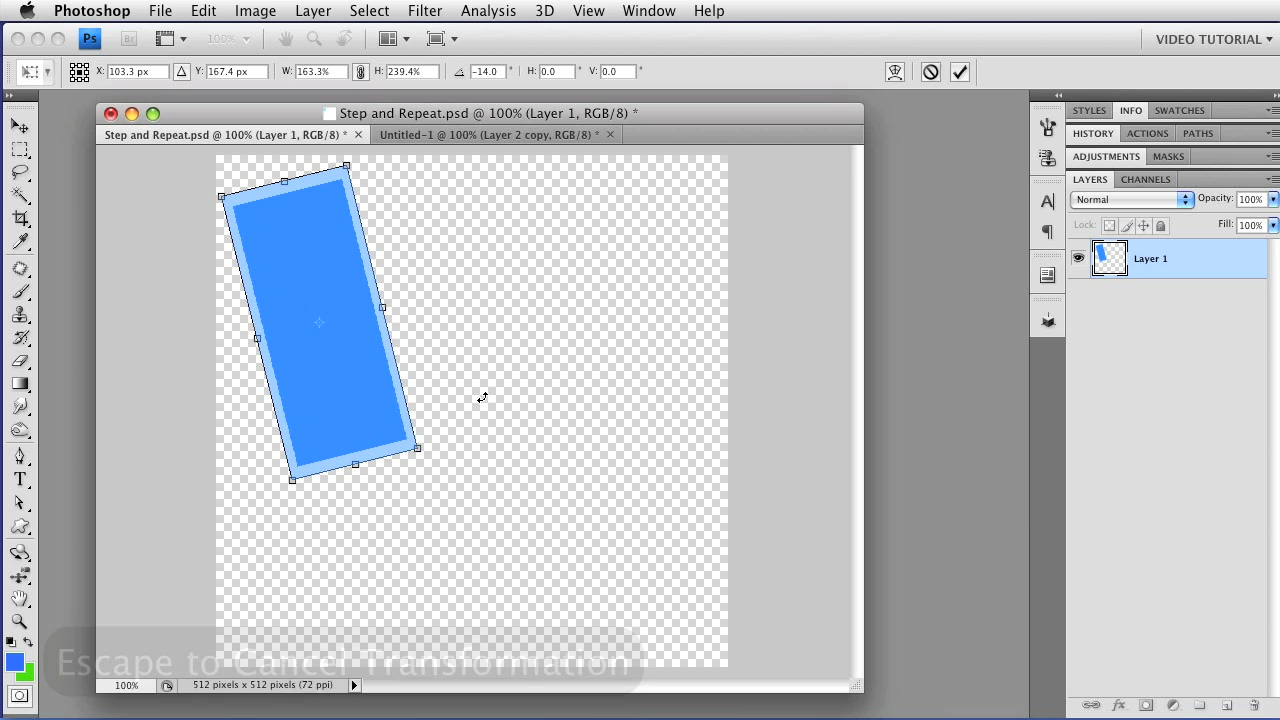 Photoshop File Edit Image Layer Select Filter Analysis 3D View Window Help
Ps Br 100% VIDEO TUTORIAL
X: 103.3 px Y: 167.4 px W: 163.3% H: 239.4% -14.0 ° H: 0.0 ° V: 0.0 °
Step and Repeat.psd @ 100% (Layer 1, RGB/8) *
Step and Repeat.psd @ 100% (Layer 1, RGB/8) * Untitled-1 @ 100% (Layer 2 copy, RGB/8) *
STYLES INFO SWATCHES
HISTORY ACTIONS PATHS
ADJUSTMENTS MASKS
LAYERS CHANNELS
Normal Opacity: 100%
Lock: Fill: 100%
Layer 1
Escape to Cancel Transformation
100% 512 pixels x 512 pixels (72 ppi)